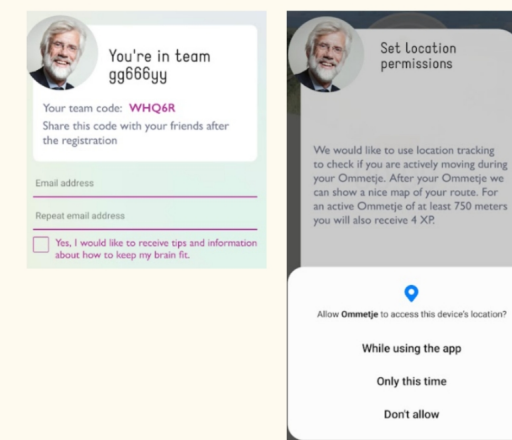 You're in team
gg666yy
Your team code: WHQ6R
Share this code with your friends after
the registration
Email address
Repeat email address
Yes, I would like to receive tips and information
about how to keep my brain fit.
Set location
permissions
We would like to use location tracking
to check if you are actively moving during
your Ommetje. After your Ommetje we
can show a nice map of your route. For
an active Ommetje of at least 750 meters
you will also receive 4 XP.
Allow Ommetje to access this device's location?
While using the app
Only this time
Don't allow